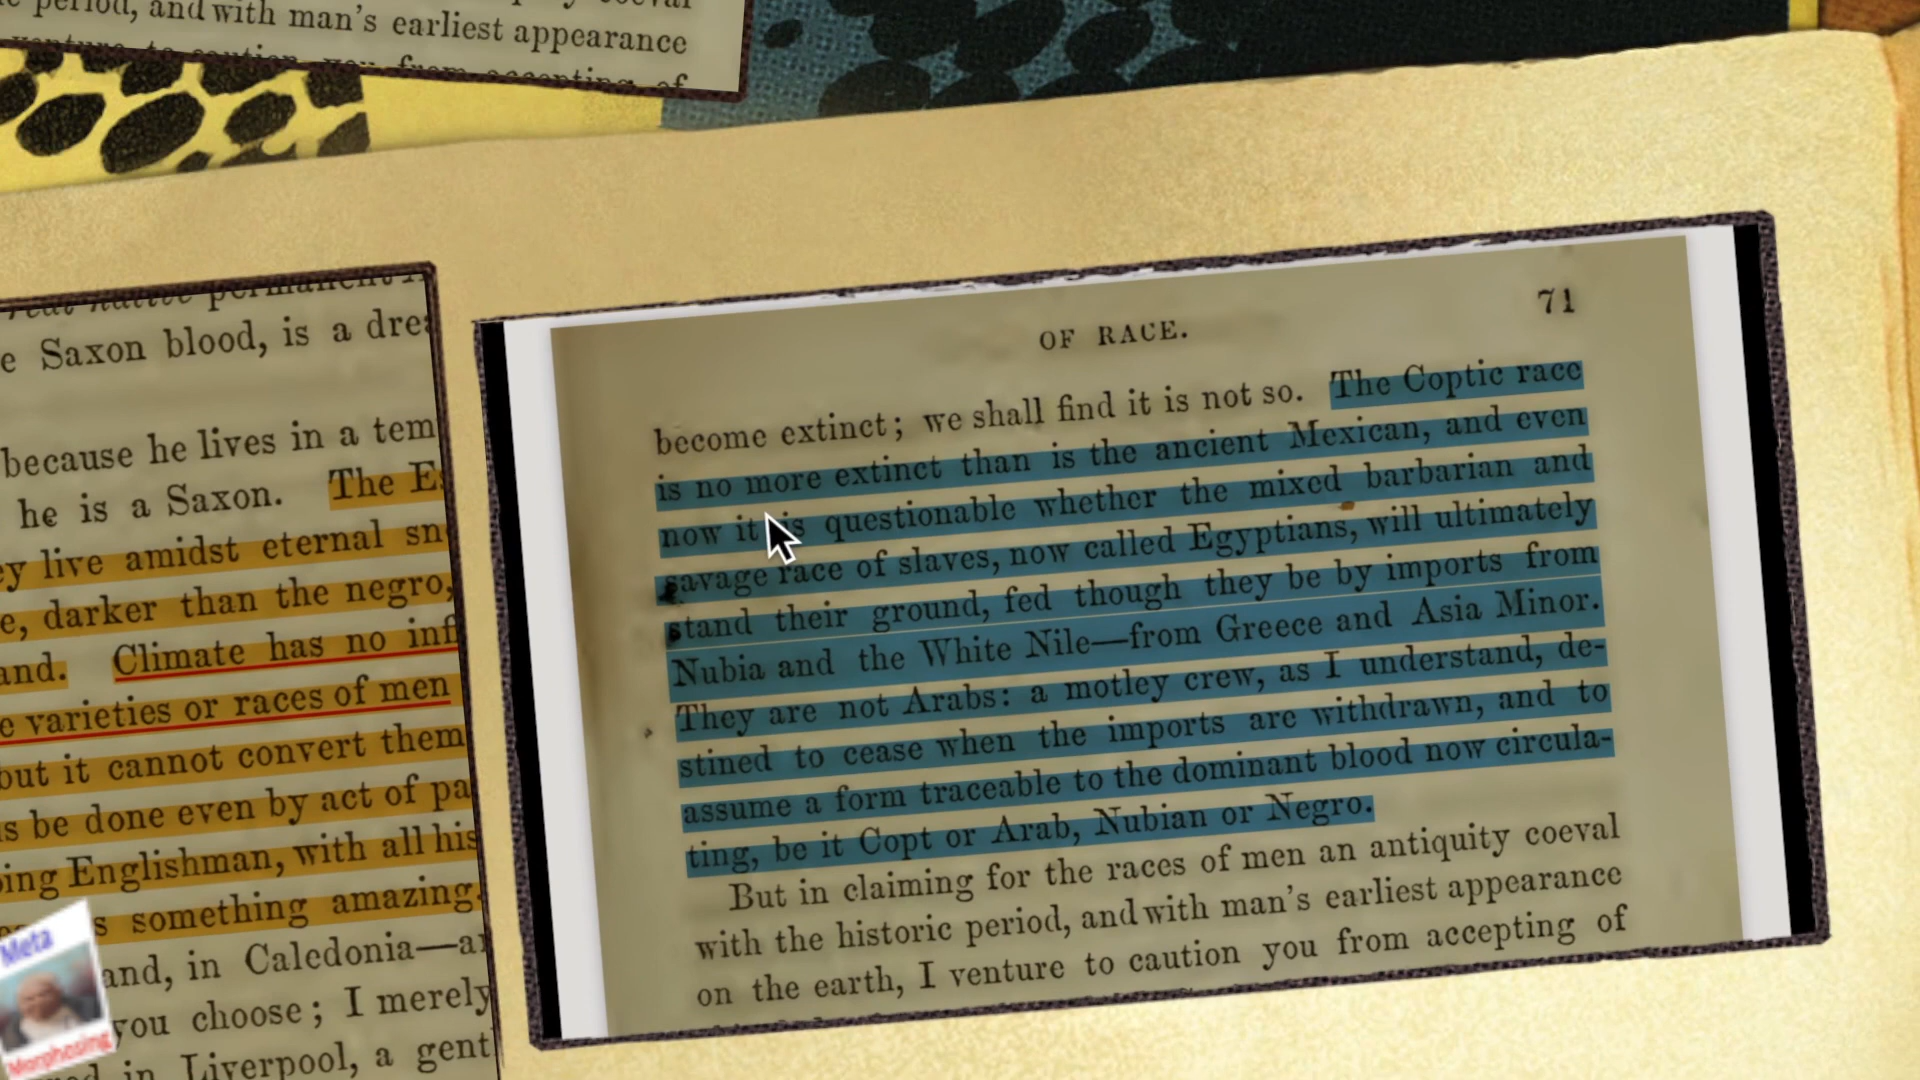 period, and with man's earliest appearance
venture to caution you from accepting of
permanent
e Saxon blood, is a
because he lives in a tem
he is a Saxon. The Es
ey live amidst eternal sn
e, darker than the negro,
and. Climate has no inf
e varieties or races of men
but it cannot convert them
s be done even by act of pa
ing Englishman, with all his
s something amazing.
and, in Caledonia—a
you choose; I merely
in Liverpool, a gent
Meta
Morphosing
OF RACE. 71
become extinct; we shall find it is not so. The Coptic race
is no more extinct than is the ancient Mexican, and even
now it is questionable whether the mixed barbarian and
savage race of slaves, now called Egyptians, will ultimately
stand their ground, fed though they be by imports from
Nubia and the White Nile—from Greece and Asia Minor.
They are not Arabs: a motley crew, as I understand, de-
stined to cease when the imports are withdrawn, and to
assume a form traceable to the dominant blood now circula-
ting, be it Copt or Arab, Nubian or Negro.
But in claiming for the races of men an antiquity coeval
with the historic period, and with man's earliest appearance
on the earth, I venture to caution you from accepting of